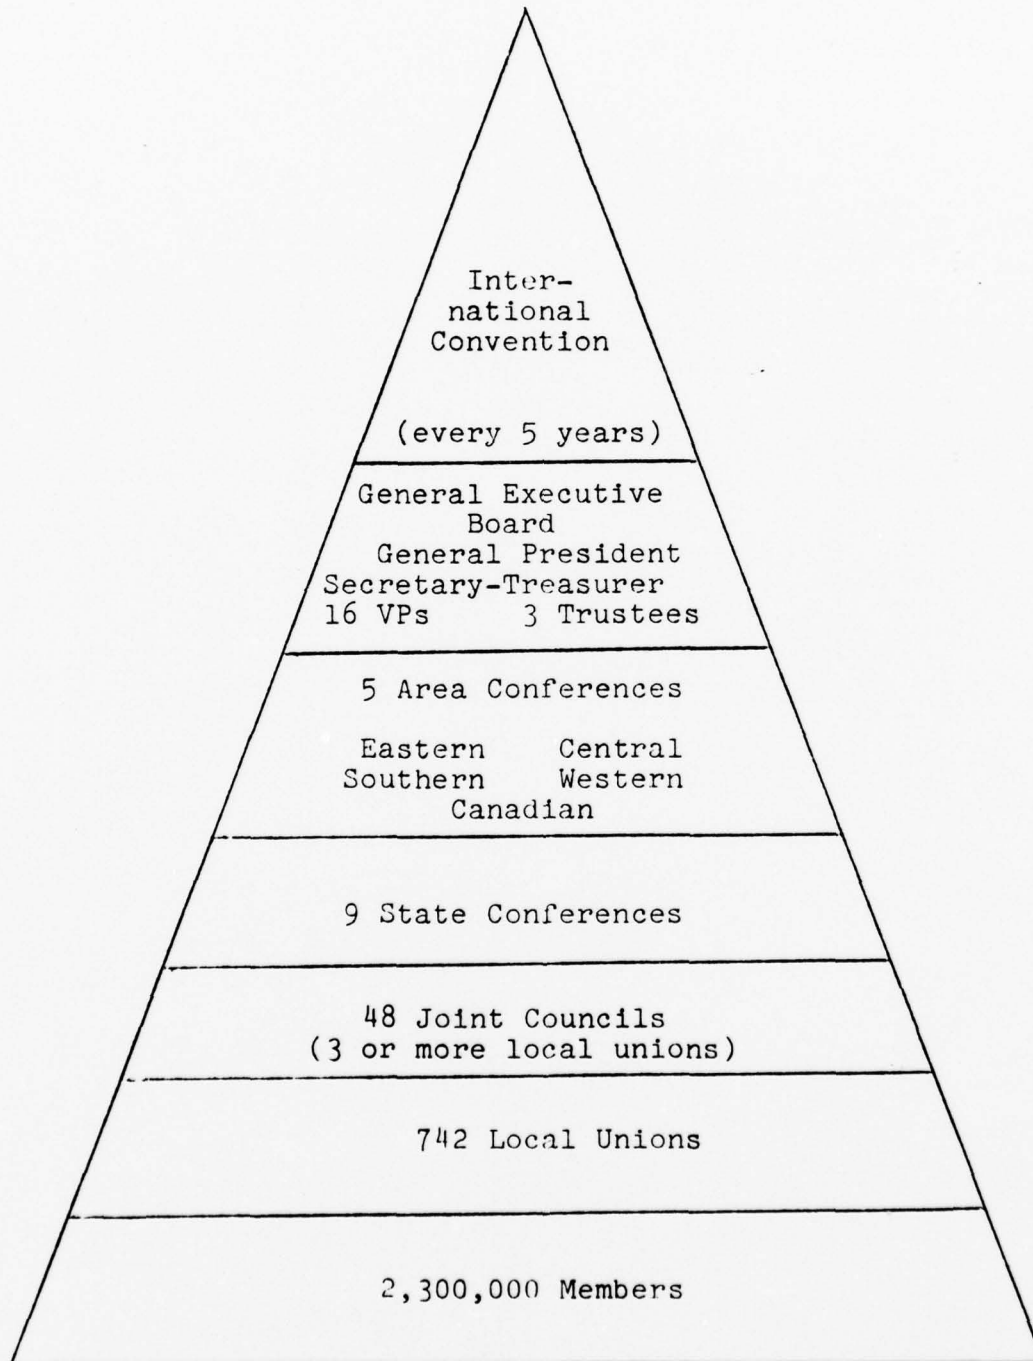 Inter-
national
Convention
(every 5 years)
General Executive
Board
General President
Secretary-Treasurer
16 VPs 3 Trustees
5 Area Conferences
Eastern Central
Southern Western
Canadian
9 State Conferences
48 Joint Councils
(3 or more local unions)
742 Local Unions
2,300,000 Members